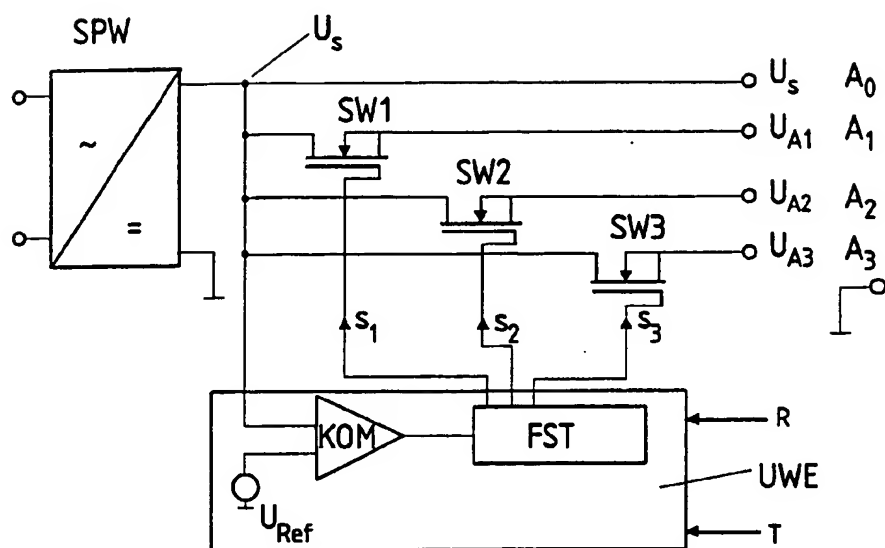 SPW
U_s
U_s A_0
SW1
U_A1 A_1
SW2
U_A2 A_2
SW3
U_A3 A_3
~
=
s_1
s_2
s_3
KOM
FST
R
UWE
U_Ref
T